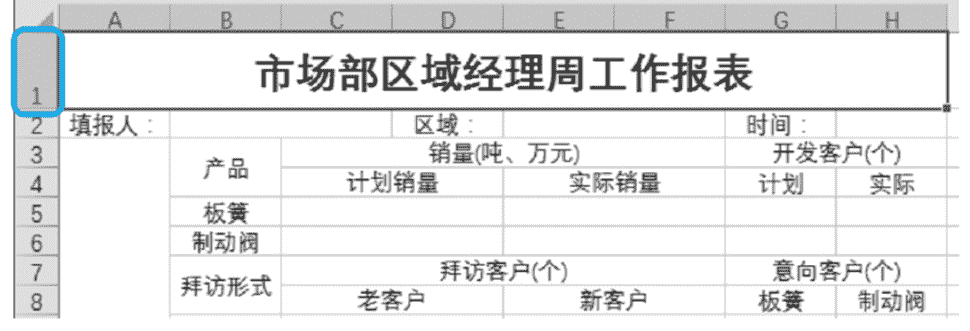 A B C D E F G H
1 市场部区域经理周工作报表
2 填报人： 区域： 时间：
3 产品 销量(吨、万元) 开发客户(个)
4 计划销量 实际销量 计划 实际
5 板簧
6 制动阀
7 拜访形式 拜访客户(个) 意向客户(个)
8 老客户 新客户 板簧 制动阀